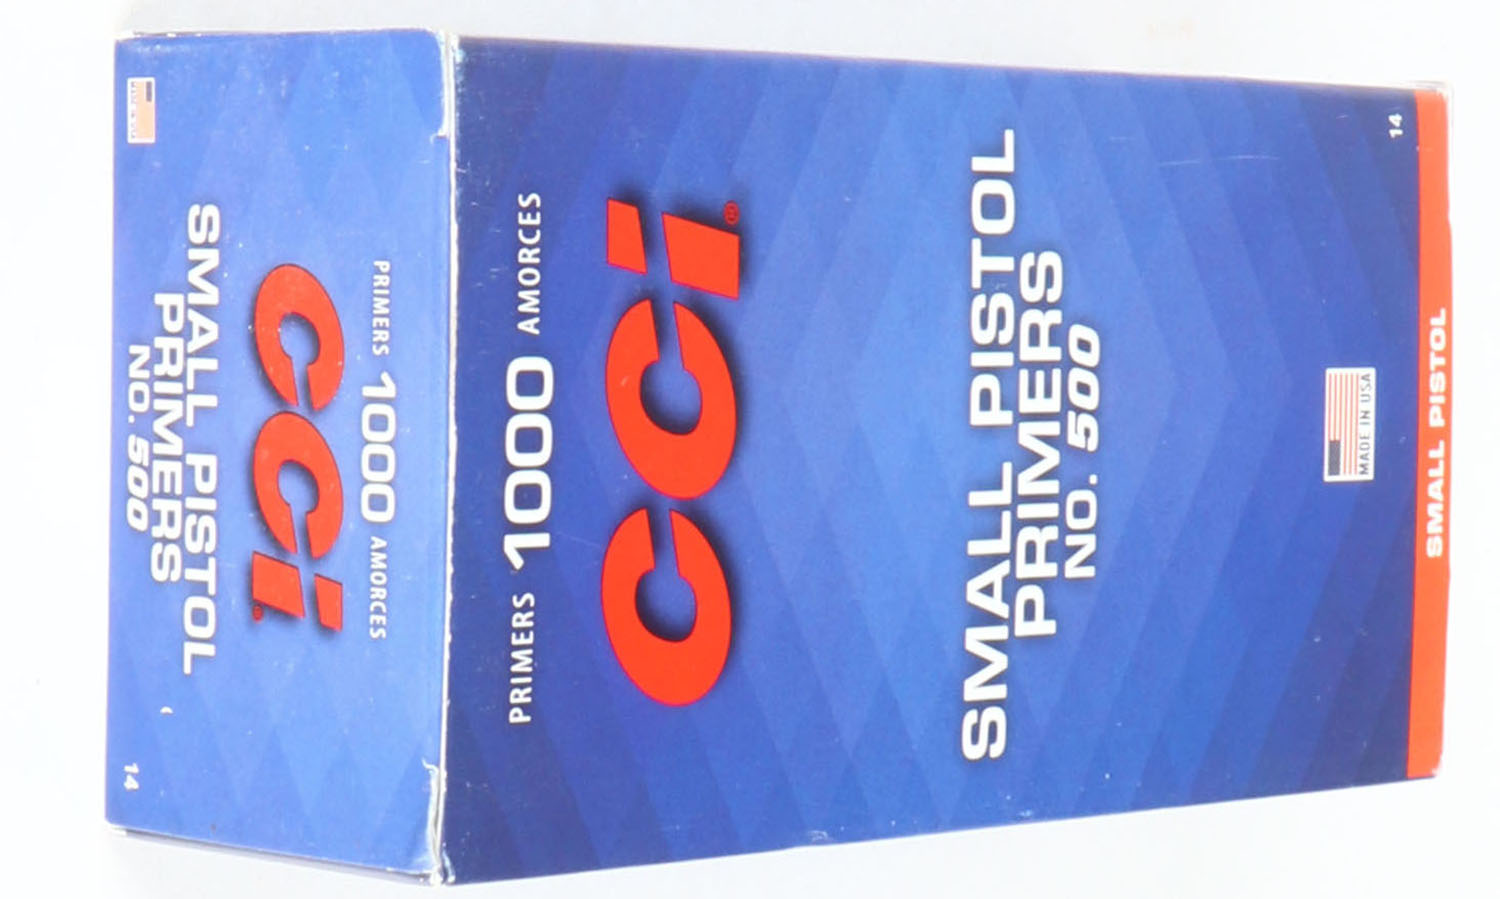 PRIMERS 1000 AMORCES
CCI®
SMALL PISTOL
PRIMERS
NO. 500
MADE IN USA
14
SMALL PISTOL
PRIMERS 1000 AMORCES
CCI®
SMALL PISTOL
PRIMERS
NO. 500
14